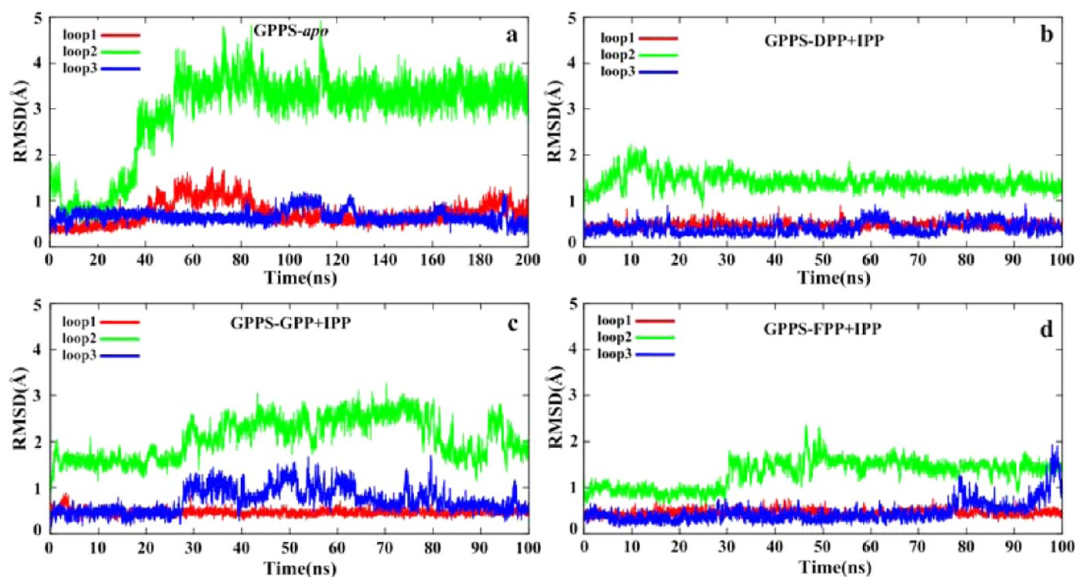 GPPS-apo
a
loop1
loop2
loop3
RMSD(Å)
5
4
3
2
1
0
0 20 40 60 80 100 120 140 160 180 200
Time(ns)
GPPS-DPP+IPP
b
loop1
loop2
loop3
RMSD(Å)
5
4
3
2
1
0
0 10 20 30 40 50 60 70 80 90 100
Time(ns)
GPPS-GPP+IPP
c
loop1
loop2
loop3
RMSD(Å)
5
4
3
2
1
0
0 10 20 30 40 50 60 70 80 90 100
Time(ns)
GPPS-FPP+IPP
d
loop1
loop2
loop3
RMSD(Å)
5
4
3
2
1
0
0 10 20 30 40 50 60 70 80 90 100
Time(ns)